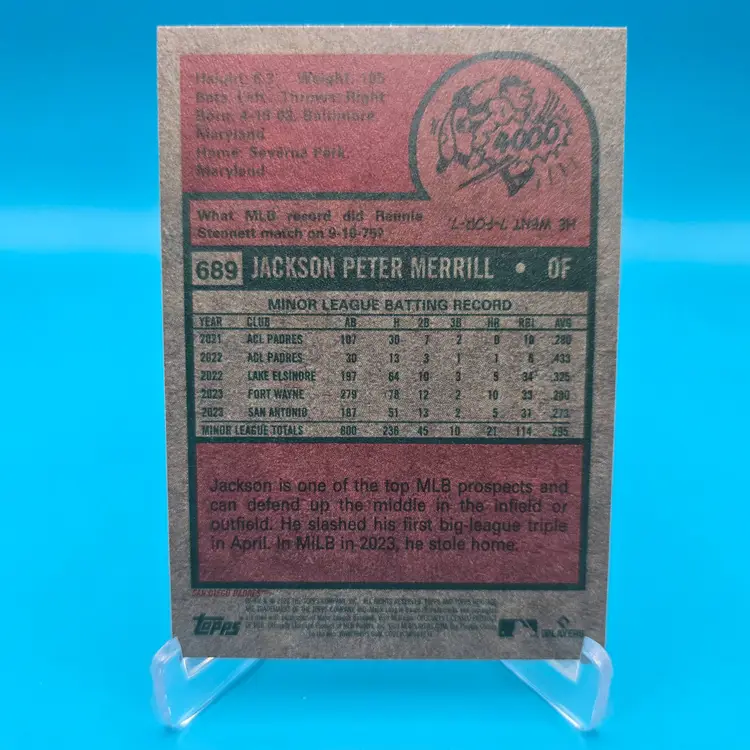 Height: 6.3 Weight: 195
Bats: Left. Throws: Right
Born: 4-19-03, Baltimore,
Maryland
Home: Severna Park,
Maryland
4000
HE WENT 7-FOR-7.
What MLB record did Rennie
Stennett match on 9-16-75?
689 JACKSON PETER MERRILL • OF
MINOR LEAGUE BATTING RECORD
YEAR CLUB AB H 2B 3B HR RBI AVG
2021 ACL PADRES 107 30 7 2 0 10 .280
2022 ACL PADRES 30 13 3 1 1 6 .433
2022 LAKE ELSINORE 197 64 10 3 5 34 .325
2023 FORT WAYNE 279 78 12 2 10 33 .280
2023 SAN ANTONIO 187 51 13 2 5 31 .273
MINOR LEAGUE TOTALS 800 236 45 10 21 114 .295
Jackson is one of the top MLB prospects and
can defend up the middle in the infield or
outfield. He slashed his first big-league triple
in April. In MiLB in 2023, he stole home.
SAN DIEGO PADRES
topps